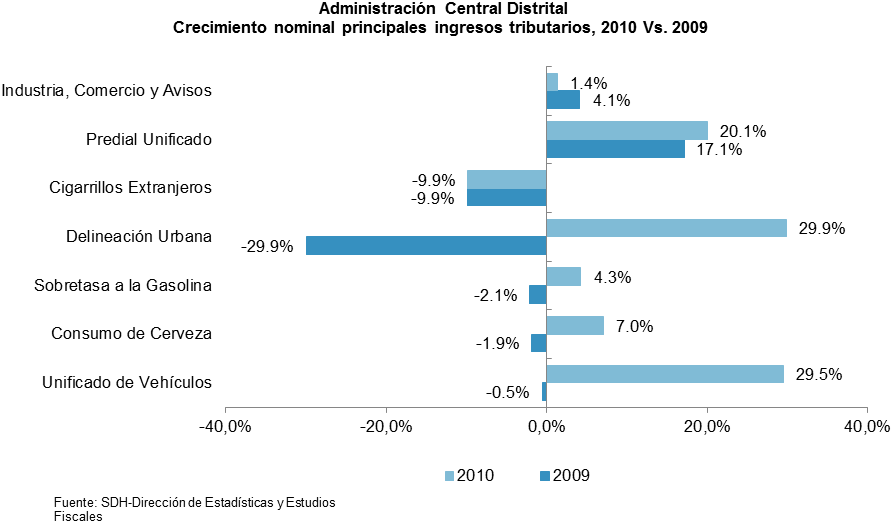 Administración Central Distrital
Crecimiento nominal principales ingresos tributarios, 2010 Vs. 2009
Industria, Comercio y Avisos
1.4%
4.1%
Predial Unificado
20.1%
17.1%
Cigarrillos Extranjeros
-9.9%
-9.9%
Delineación Urbana
29.9%
-29.9%
Sobretasa a la Gasolina
4.3%
-2.1%
Consumo de Cerveza
7.0%
-1.9%
Unificado de Vehículos
29.5%
-0.5%
-40,0% -20,0% 0,0% 20,0% 40,0%
2010 2009
Fuente: SDH-Dirección de Estadísticas y Estudios
Fiscales